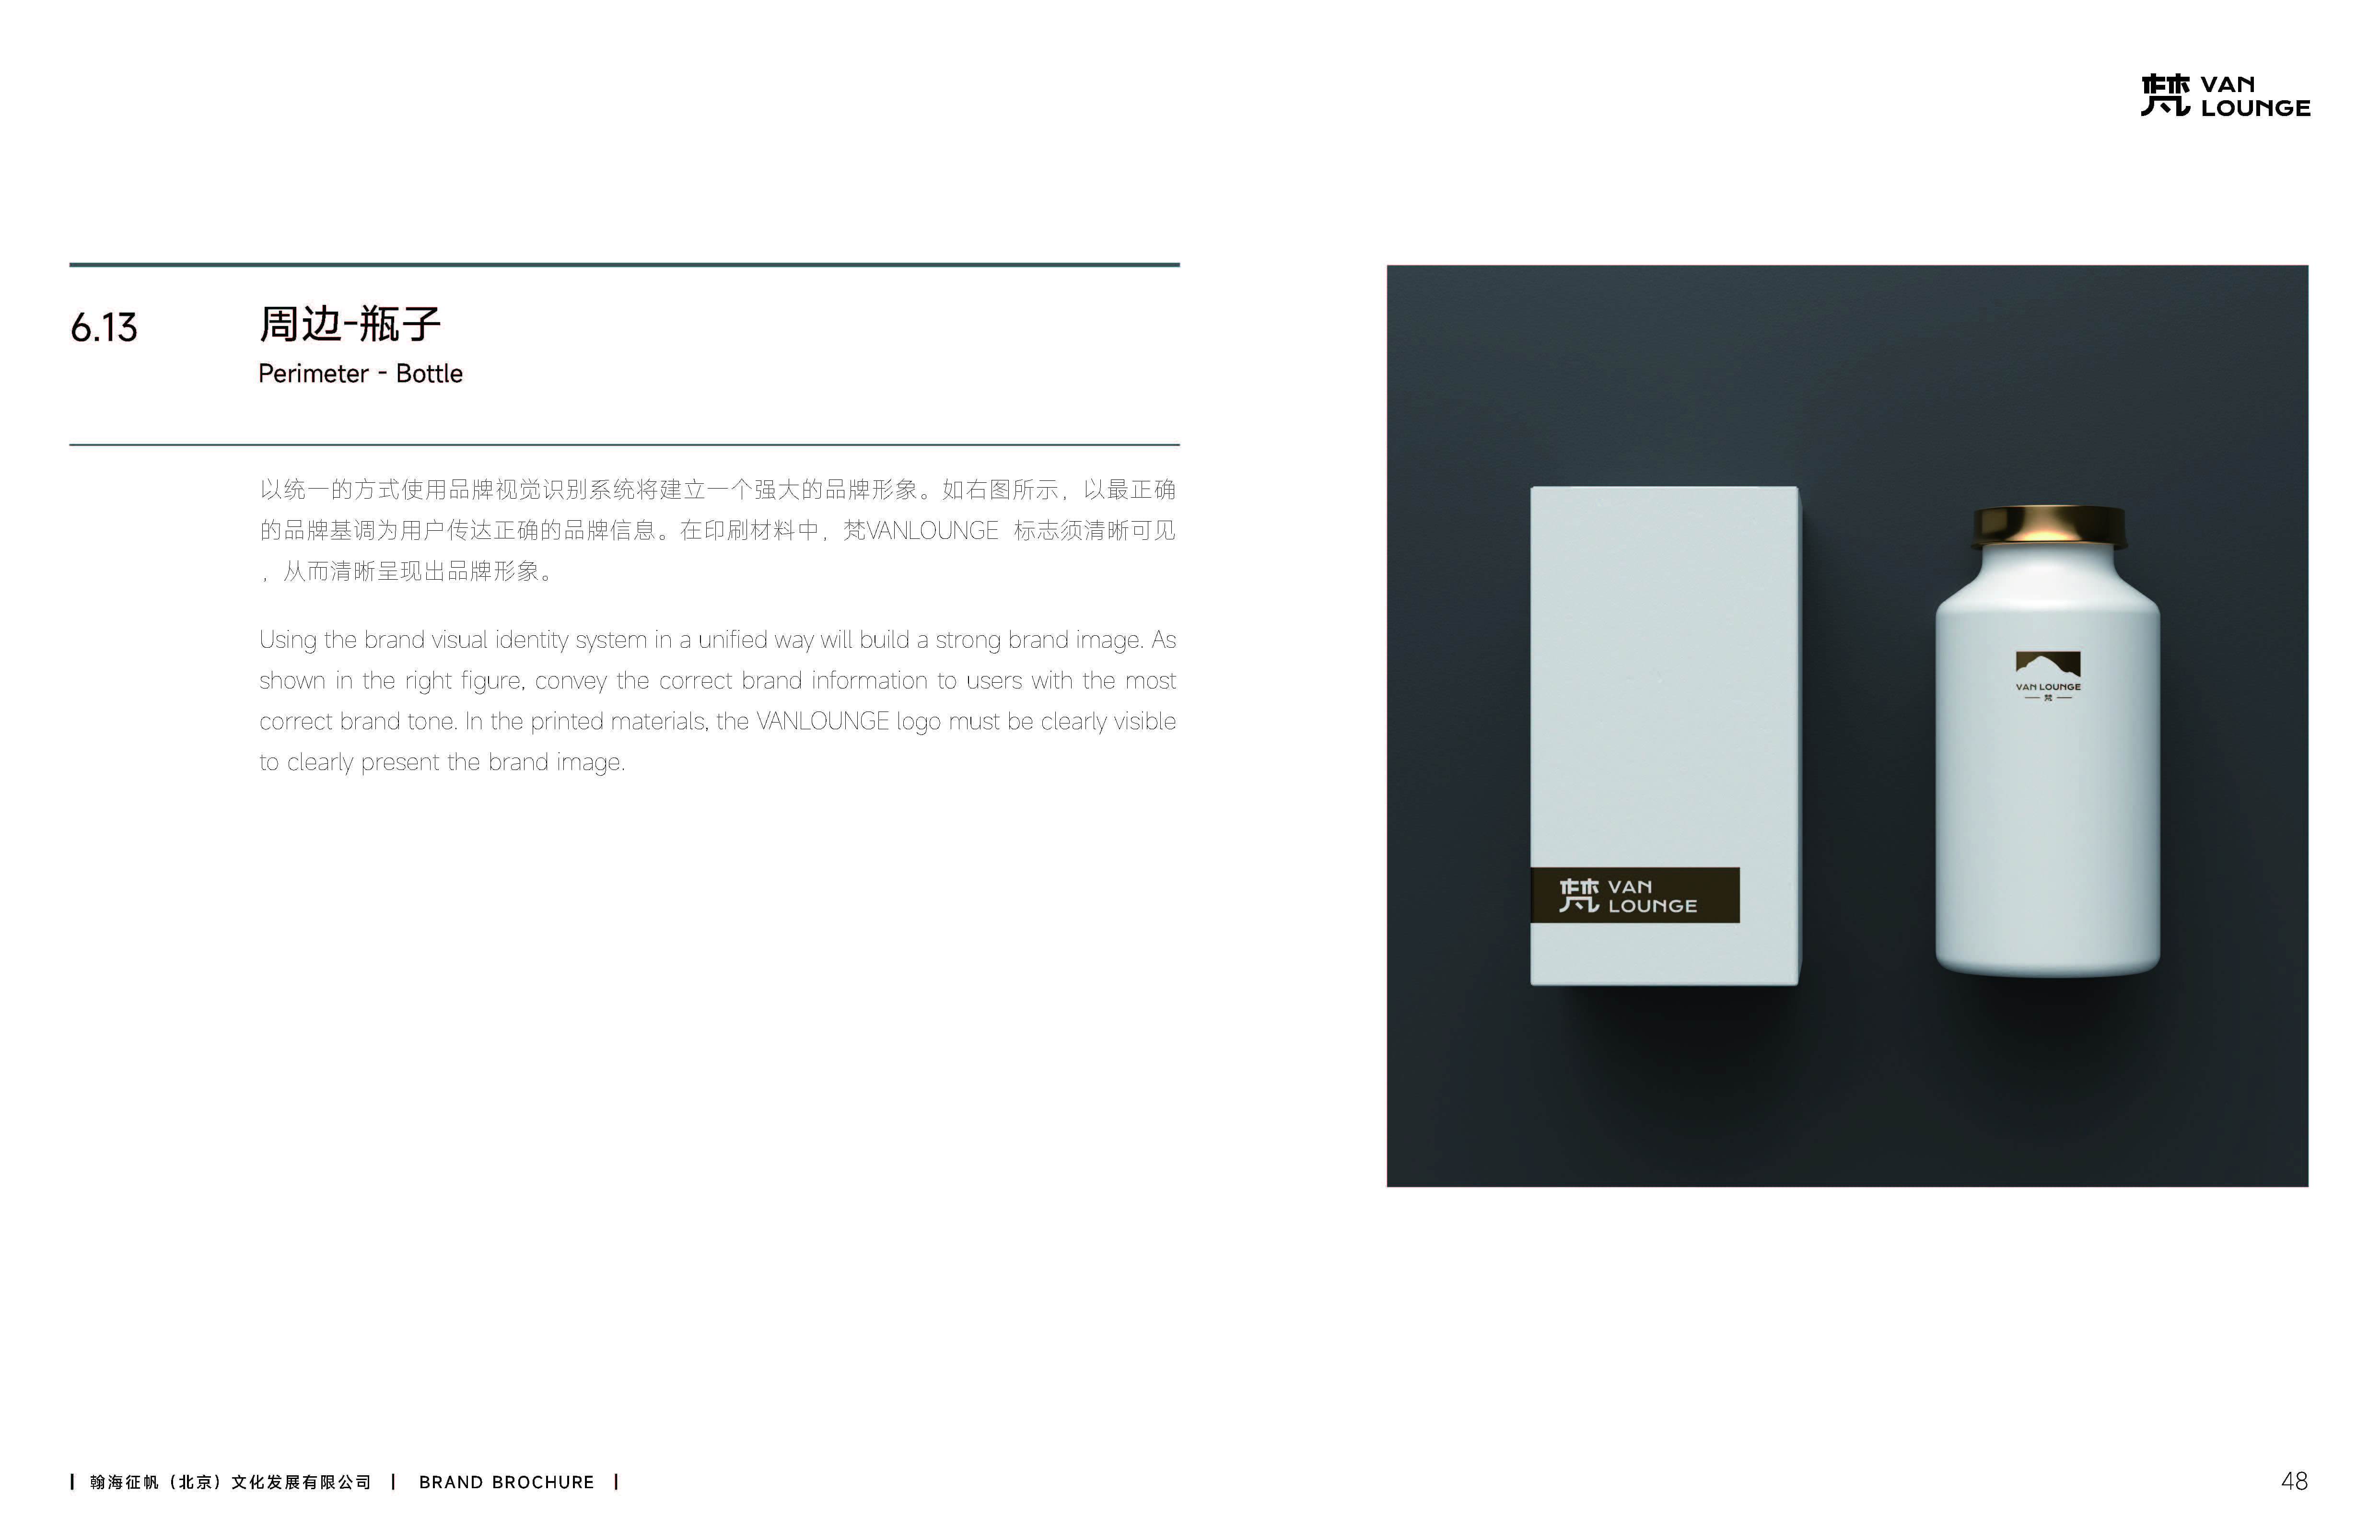 梵 VAN
LOUNGE
6.13
周边-瓶子
Perimeter - Bottle
以统一的方式使用品牌视觉识别系统将建立一个强大的品牌形象。如右图所示，以最正确
的品牌基调为用户传达正确的品牌信息。在印刷材料中，梵VANLOUNGE 标志须清晰可见
，从而清晰呈现出品牌形象。
Using the brand visual identity system in a unified way will build a strong brand image. As
shown in the right figure, convey the correct brand information to users with the most
correct brand tone. In the printed materials, the VANLOUNGE logo must be clearly visible
to clearly present the brand image.
梵 VAN
LOUNGE
VAN LOUNGE
梵
翰海征帆（北京）文化发展有限公司 | BRAND BROCHURE |
48